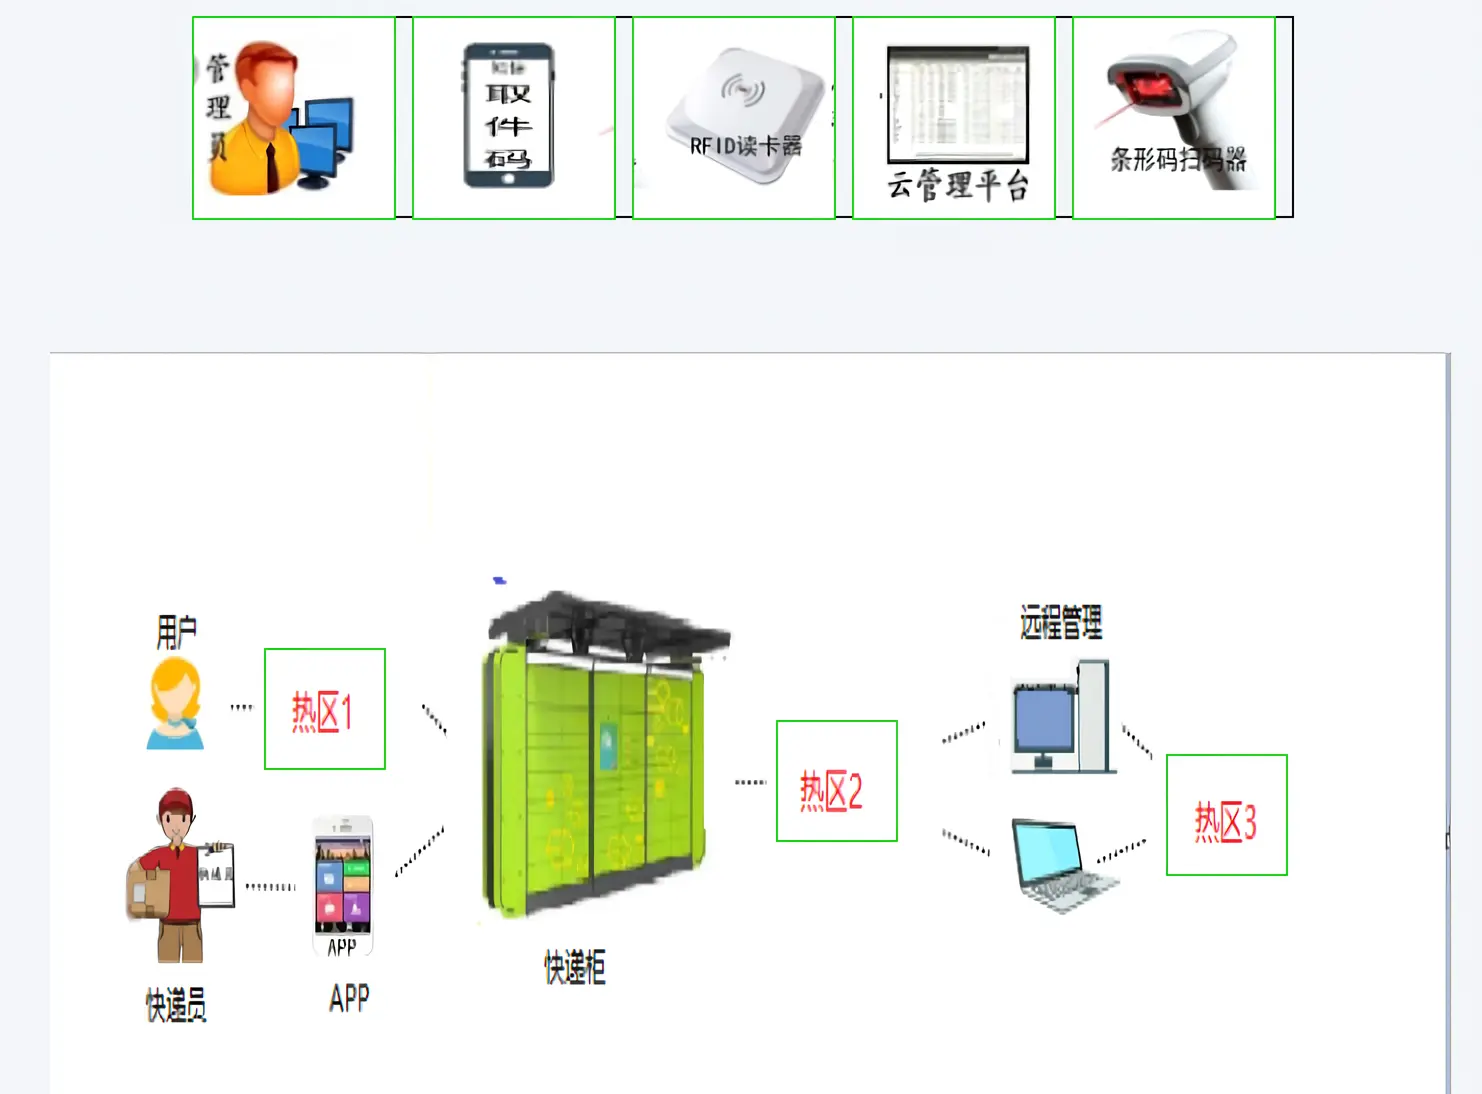 管理员
短信
取
件
码
RFID读卡器
云管理平台
条形码扫码器
用户
热区1
远程管理
热区2
热区3
APP
快递员
APP
快递柜